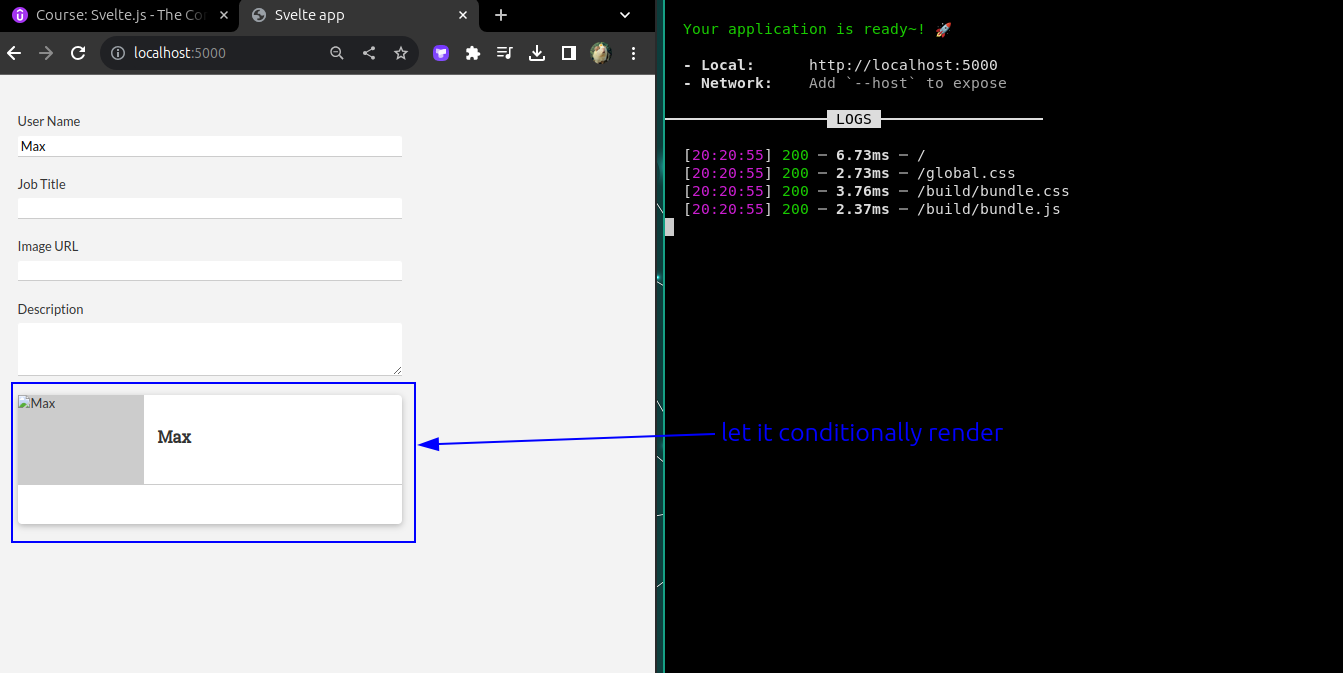 Course: Svelte.js - The Co
Svelte app
localhost:5000
User Name
Max
Job Title
Image URL
Description
Max
Max
let it conditionally render
Your application is ready~! 🚀
- Local: http://localhost:5000
- Network: Add `--host` to expose
LOGS
[20:20:55] 200 ─ 6.73ms ─ /
[20:20:55] 200 ─ 2.73ms ─ /global.css
[20:20:55] 200 ─ 3.76ms ─ /build/bundle.css
[20:20:55] 200 ─ 2.37ms ─ /build/bundle.js